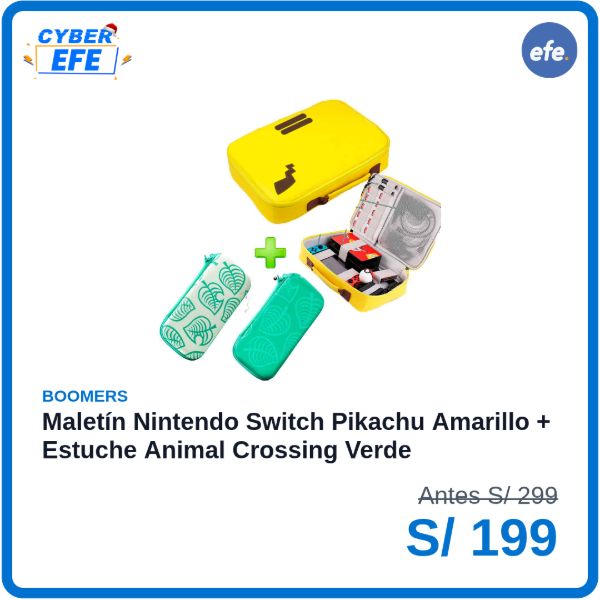 CYBER
EFE
efe.
BOOMERS
Maletín Nintendo Switch Pikachu Amarillo +
Estuche Animal Crossing Verde
Antes S/ 299
S/ 199